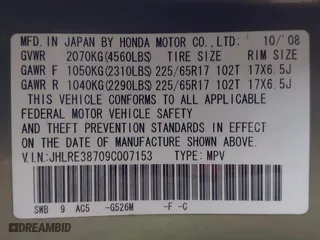 MFD. IN JAPAN BY HONDA MOTOR CO., LTD: 10/'08
GVWR 2070KG(4560LBS) TIRE SIZE RIM SIZE
GAWR F 1050KG(2310LBS) 225/65R17 102T 17X6.5J
GAWR R 1040KG(2290LBS) 225/65R17 102T 17X6.5J
THIS VEHICLE CONFORMS TO ALL APPLICABLE
FEDERAL MOTOR VEHICLE SAFETY
AND THEFT PREVENTION STANDARDS IN EFFECT
ON THE DATE OF MANUFACTURE SHOWN ABOVE.
V.I.N:JHLRE38709C007153 TYPE: MPV
SWB 9 AC5 -G526M -F -C
DREAMBID